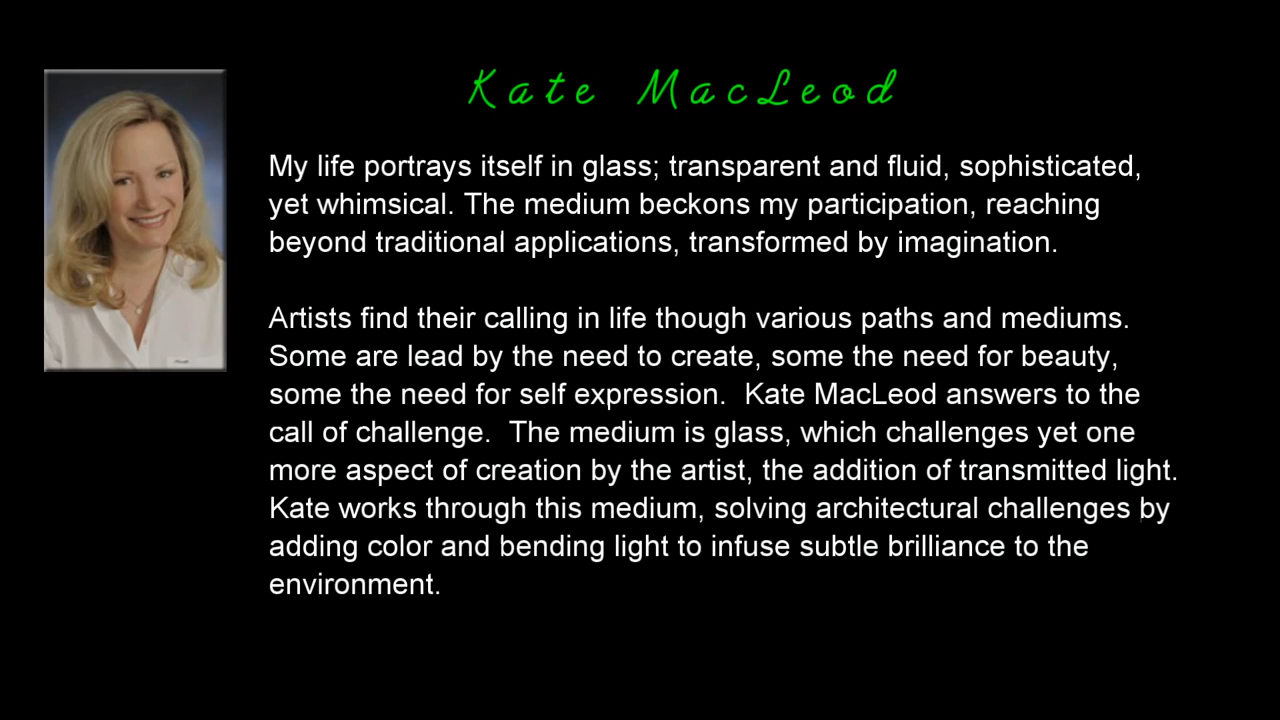 Kate MacLeod
My life portrays itself in glass; transparent and fluid, sophisticated,
yet whimsical. The medium beckons my participation, reaching
beyond traditional applications, transformed by imagination.
Artists find their calling in life though various paths and mediums.
Some are lead by the need to create, some the need for beauty,
some the need for self expression.  Kate MacLeod answers to the
call of challenge.  The medium is glass, which challenges yet one
more aspect of creation by the artist, the addition of transmitted light.
Kate works through this medium, solving architectural challenges by
adding color and bending light to infuse subtle brilliance to the
environment.